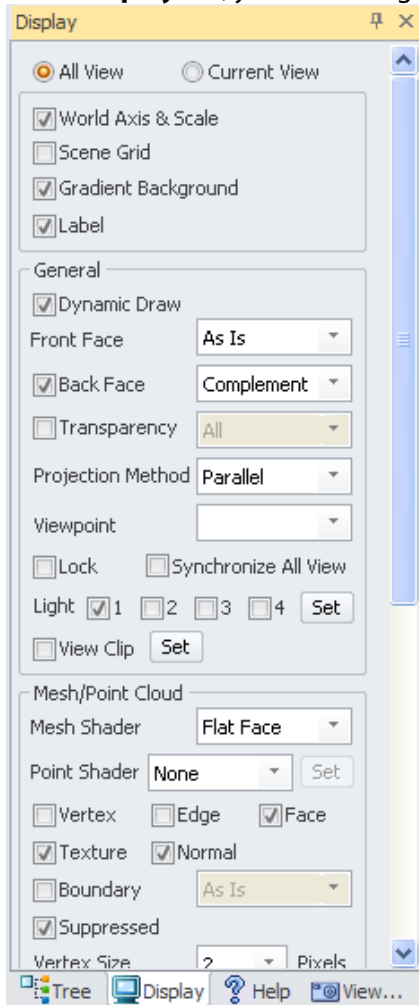 Display
All View Current View
World Axis & Scale
Scene Grid
Gradient Background
Label
General
Dynamic Draw
Front Face As Is
Back Face Complement
Transparency All
Projection Method Parallel
Viewpoint
Lock Synchronize All View
Light 1 2 3 4 Set
View Clip Set
Mesh/Point Cloud
Mesh Shader Flat Face
Point Shader None Set
Vertex Edge Face
Texture Normal
Boundary As Is
Suppressed
Vertex Size 2 Pixels
Tree Display Help View...